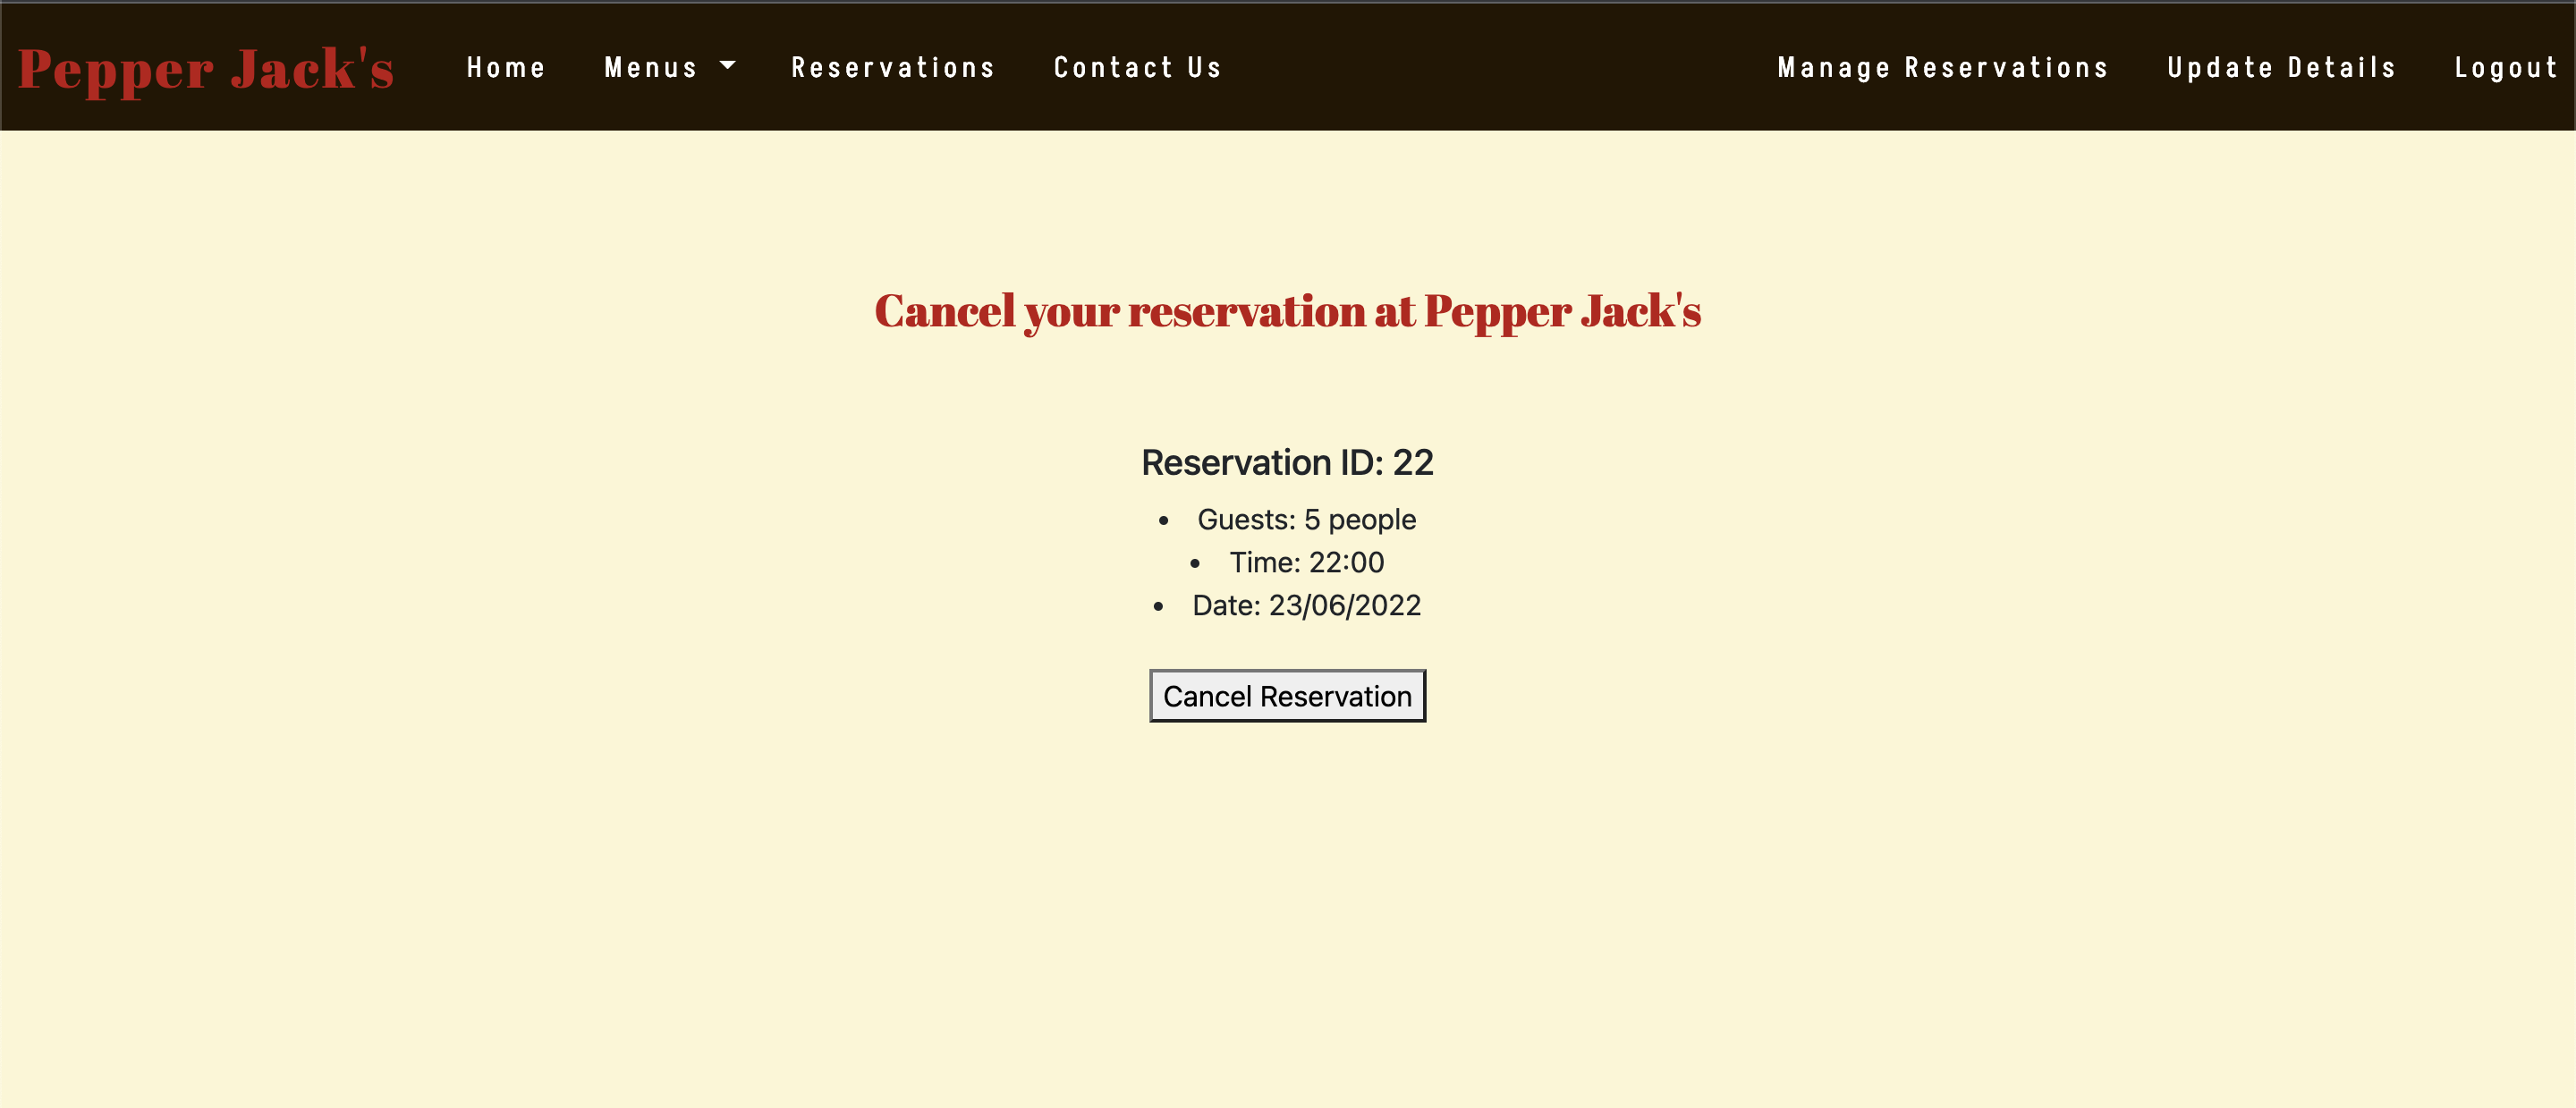 Pepper Jack's Home Menus Reservations Contact Us Manage Reservations Update Details Logout
Cancel your reservation at Pepper Jack's
Reservation ID: 22
• Guests: 5 people
• Time: 22:00
• Date: 23/06/2022
Cancel Reservation